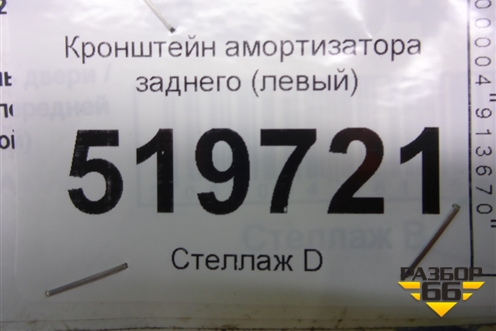 Кронштейн амортизатора
заднего (левый)
519721
Стеллаж D
РАЗБОР
66